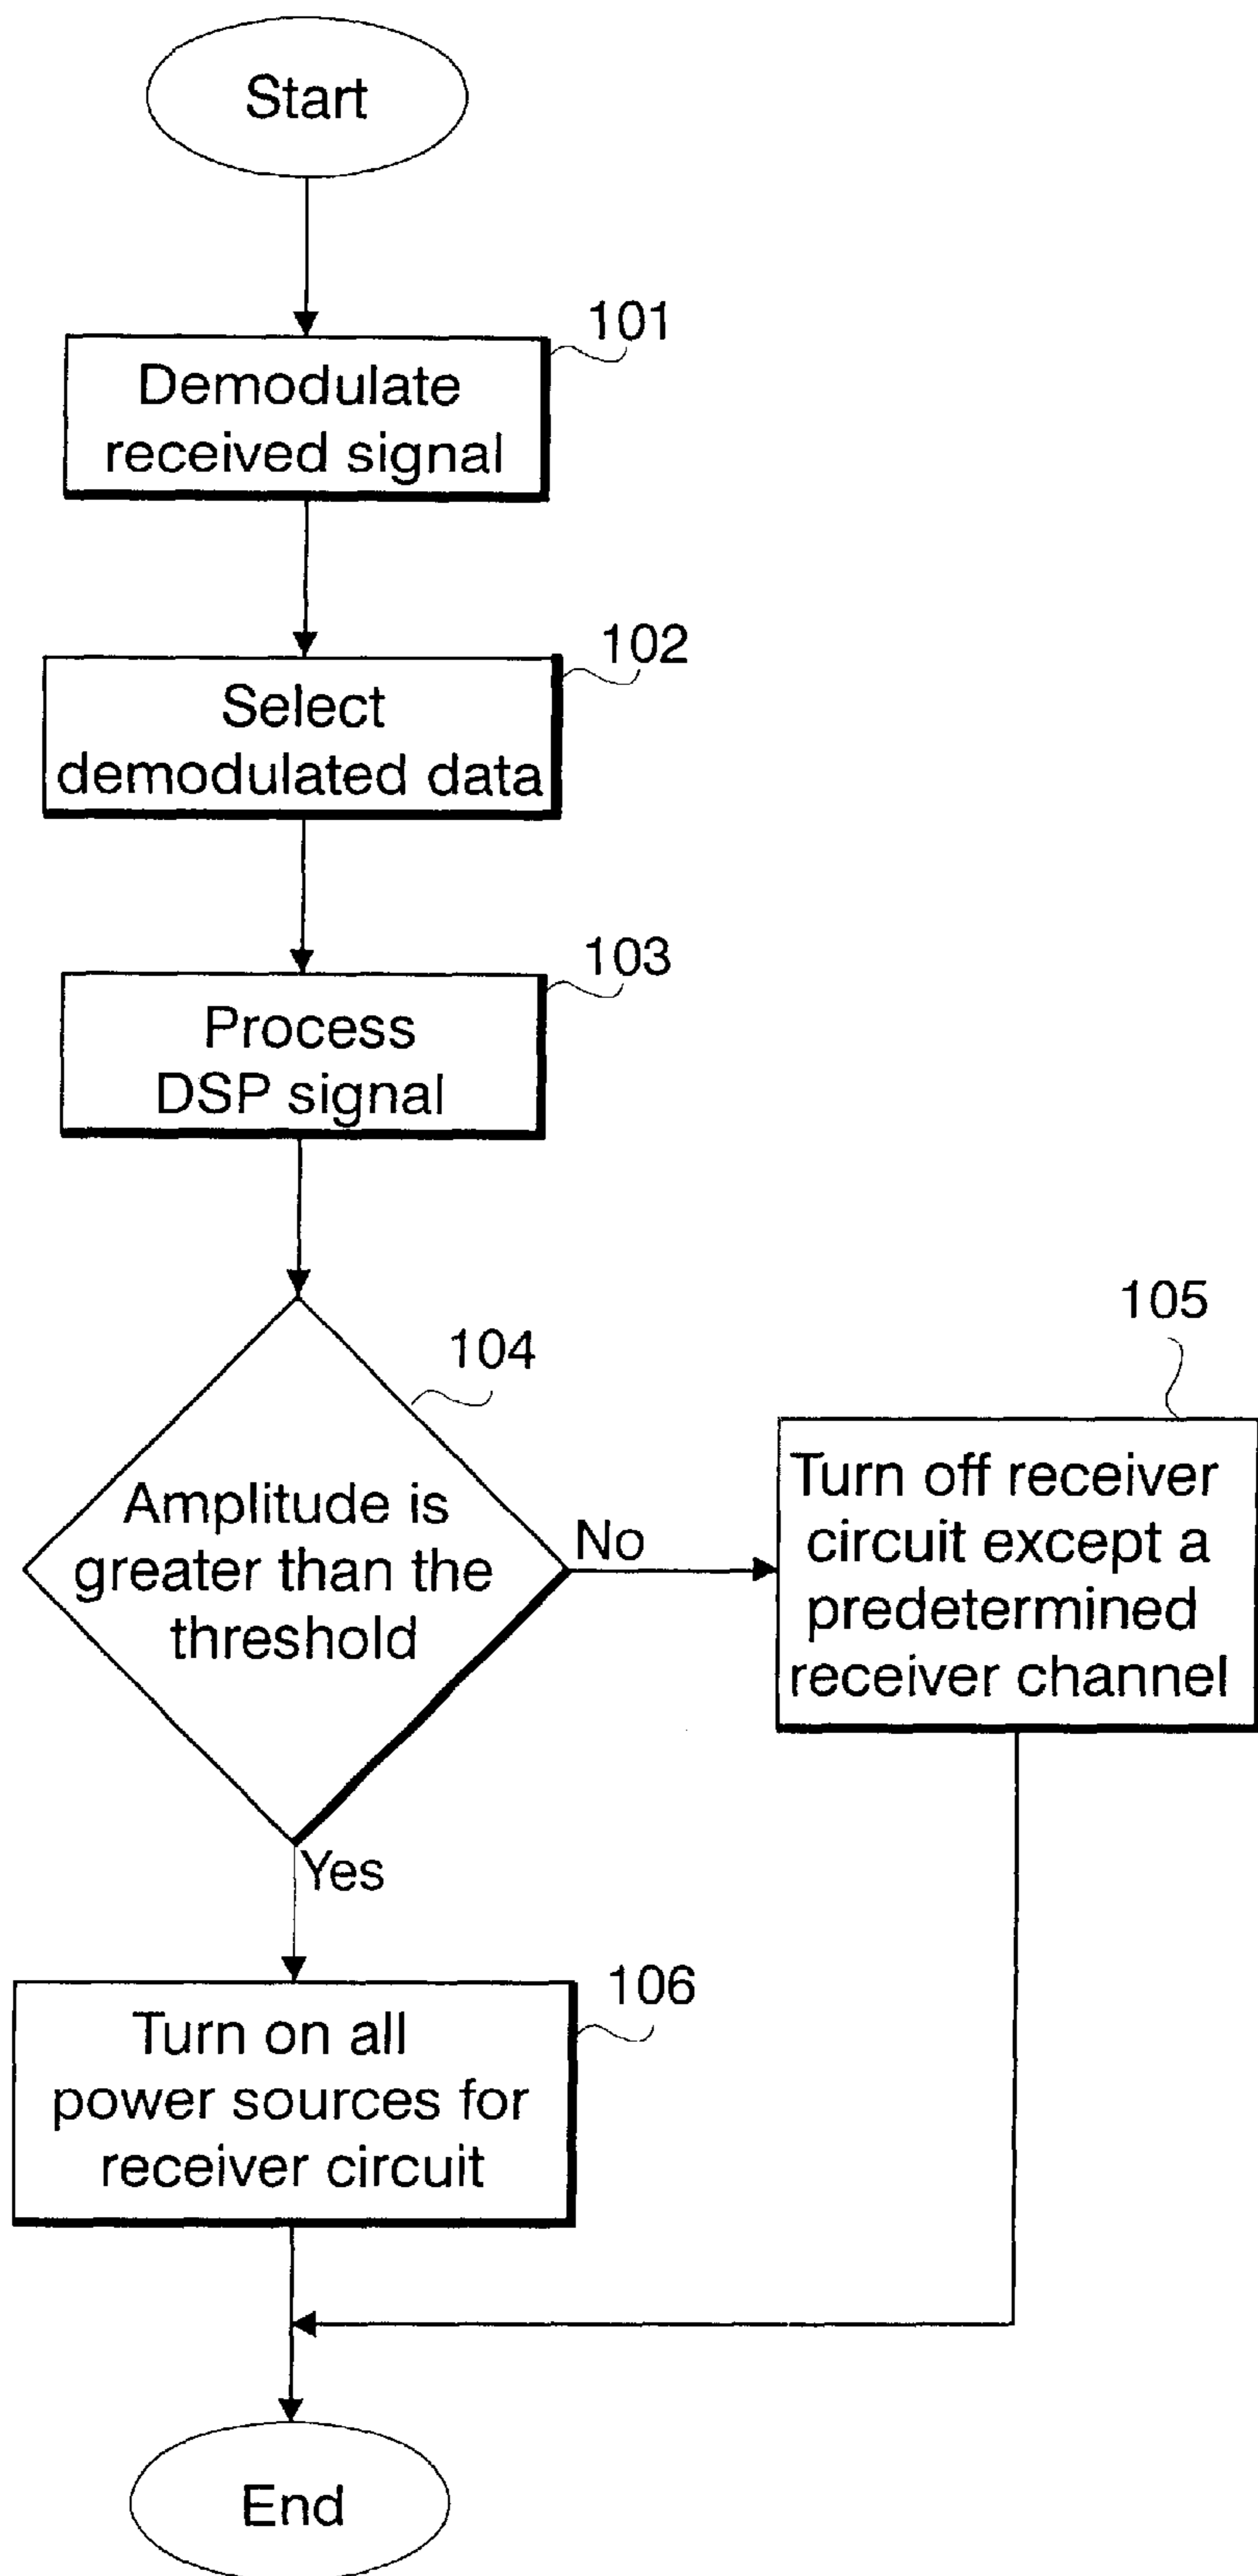 Start
101
Demodulate
received signal
102
Select
demodulated data
103
Process
DSP signal
104
Amplitude is
greater than the
threshold
No
105
Turn off receiver
circuit except a
predetermined
receiver channel
Yes
106
Turn on all
power sources for
receiver circuit
End